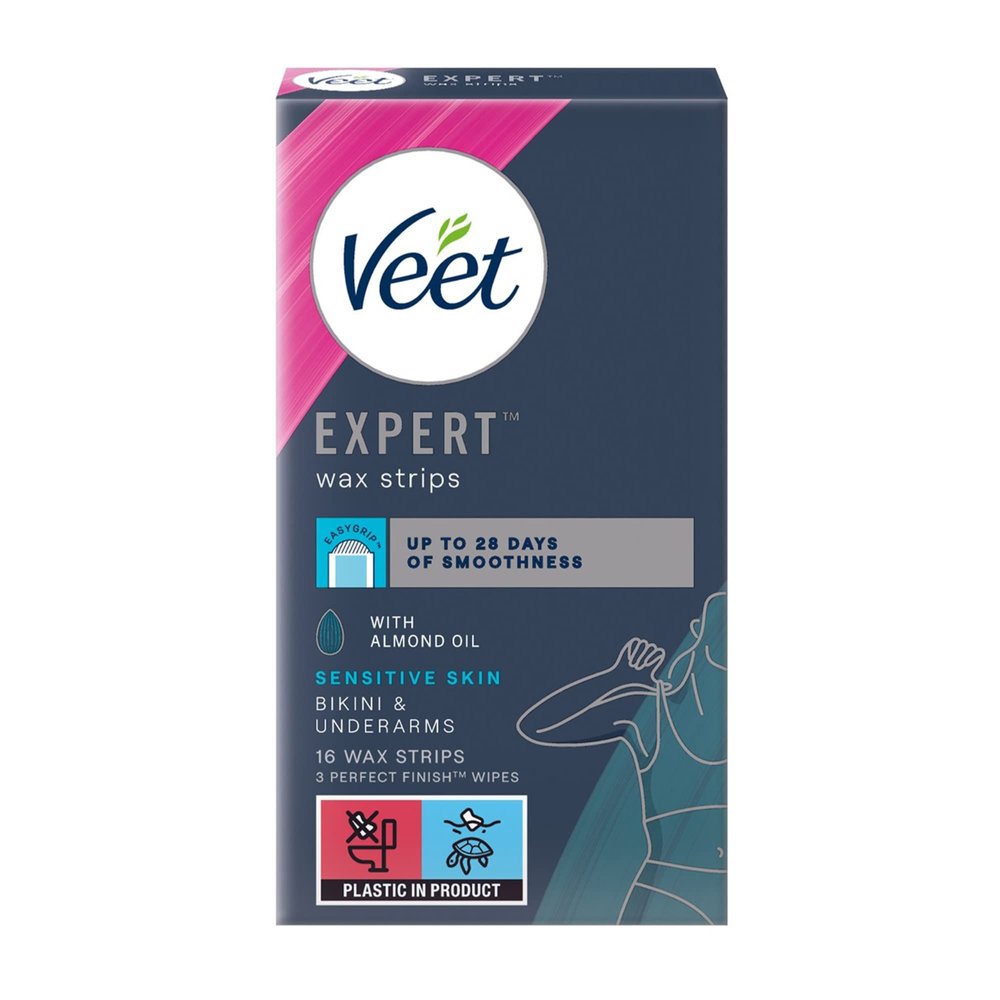 Veet EXPERT™
wax strips
Veet
EXPERT™
wax strips
EASYGRIP™
UP TO 28 DAYS
OF SMOOTHNESS
WITH
ALMOND OIL
SENSITIVE SKIN
BIKINI &
UNDERARMS
16 WAX STRIPS
3 PERFECT FINISH™ WIPES
PLASTIC IN PRODUCT